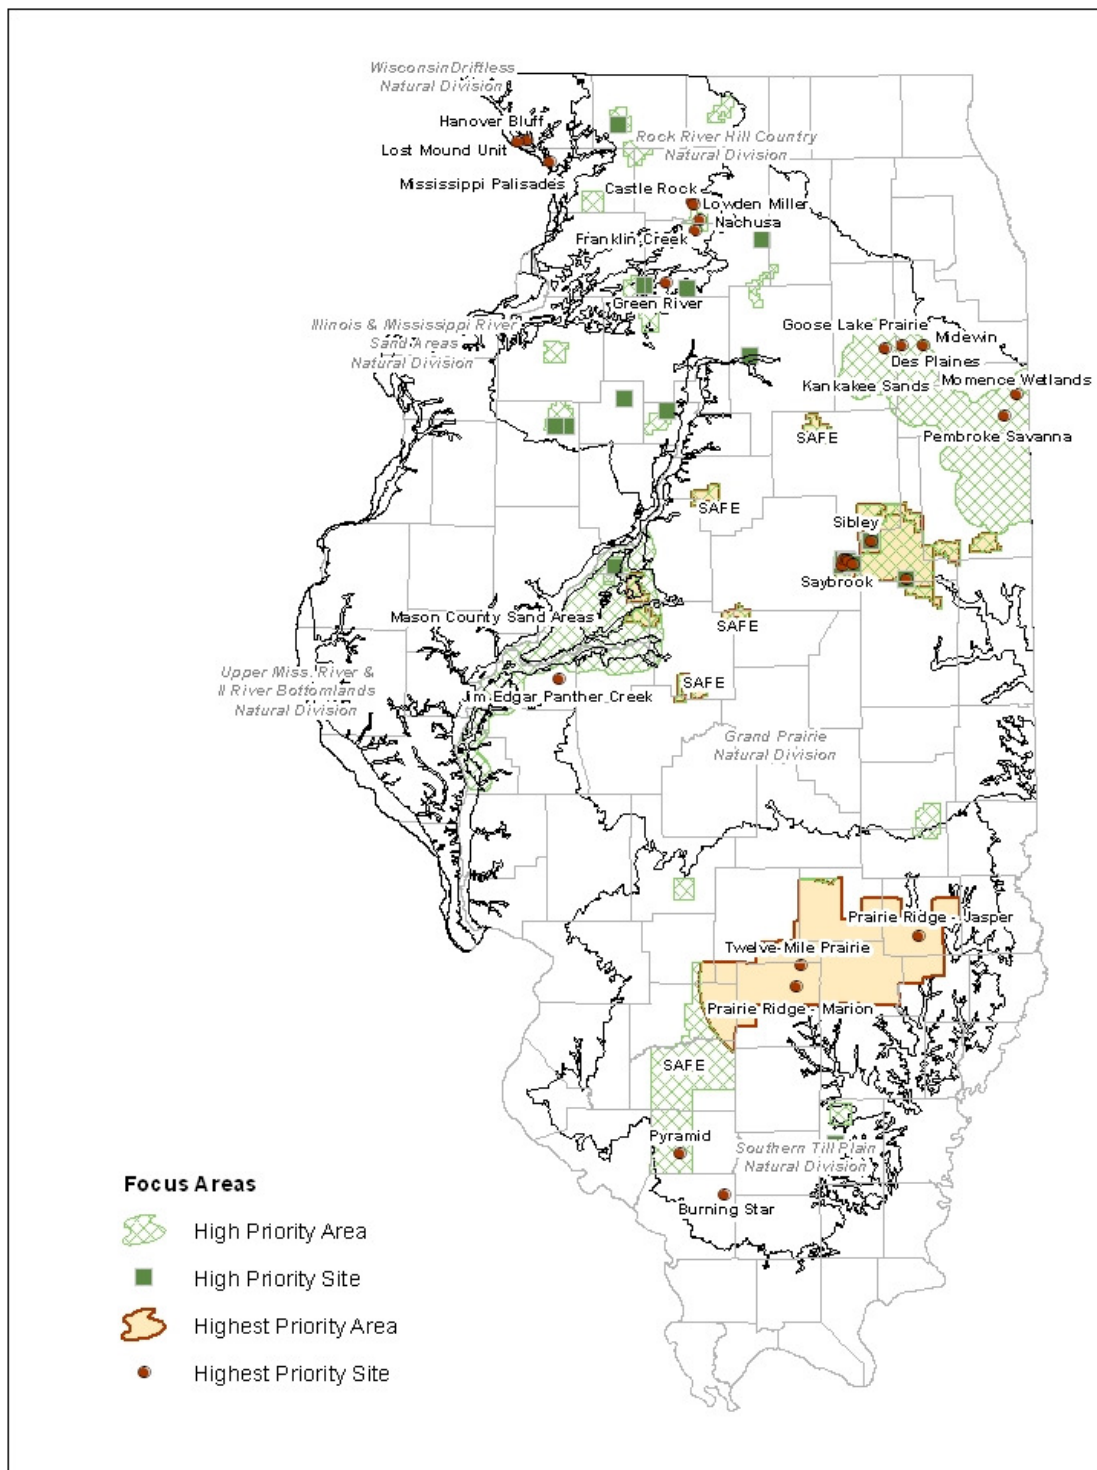 WisconsinDriftless
Natural Division
Hanover Bluff
Lost Mound Unit
Mississippi Palisades
Rock River Hill Country
Natural Division
Castle Rock
Lowden Miller
Nachusa
Franklin Creek
Green River
Illinois & Mississippi River
Sand Areas
Natural Division
Goose Lake Prairie
Midewin
Des Plaines
Kankakee Sands
Momence Wetlands
Pembroke Savanna
SAFE
SAFE
Sibley
Saybrook
Mason County Sand Areas
SAFE
Upper Miss. River &
Il River Bottomlands
Natural Division
SAFE
Jim Edgar Panther Creek
Grand Prairie
Natural Division
Prairie Ridge - Jasper
Twelve-Mile Prairie
Prairie Ridge - Marion
SAFE
Pyramid
Southern Till Plain
Natural Division
Burning Star
Focus Areas
High Priority Area
High Priority Site
Highest Priority Area
Highest Priority Site